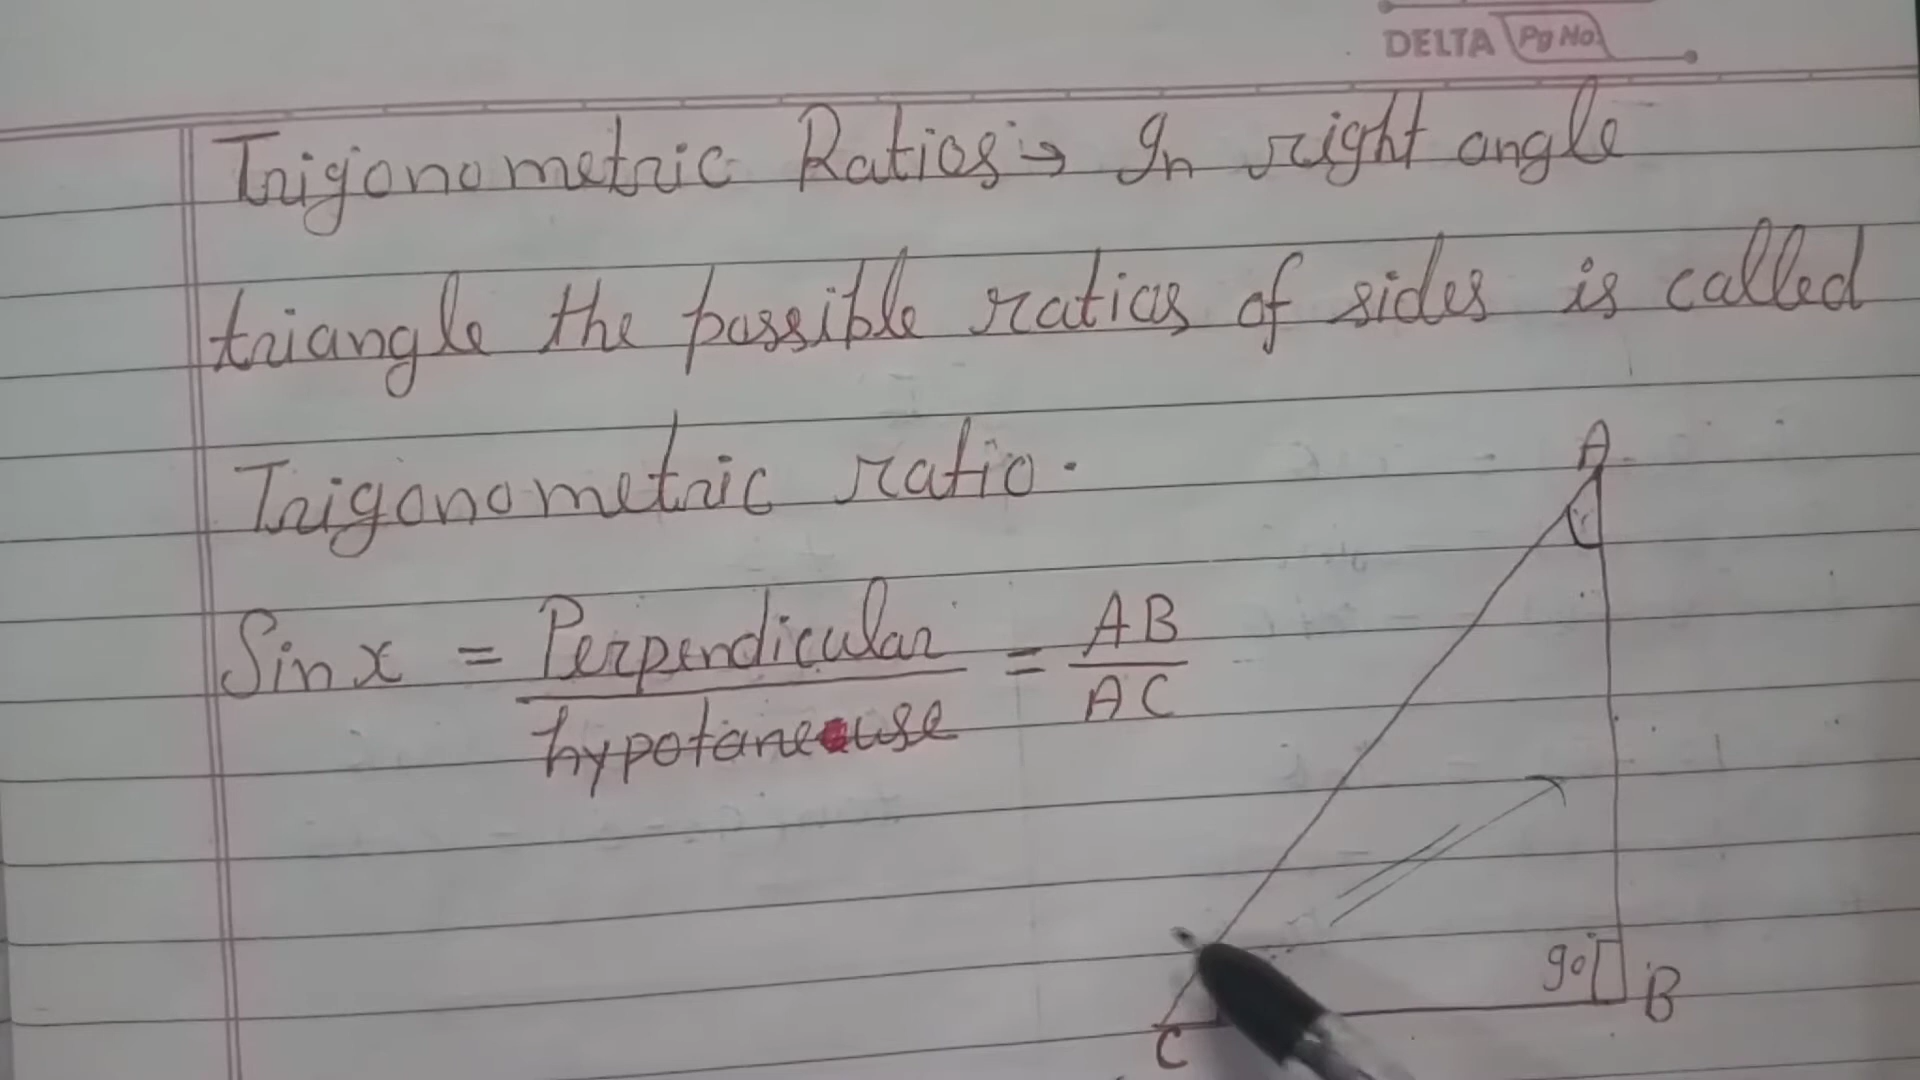 DELTA Pg No
Trigonometric Ratios:→ In right angle
triangle the possible ratios of sides is called
Trigonometric ratio.
Sin x = Perpendicular / hypotaneuse = AB / AC
A
90
B
C